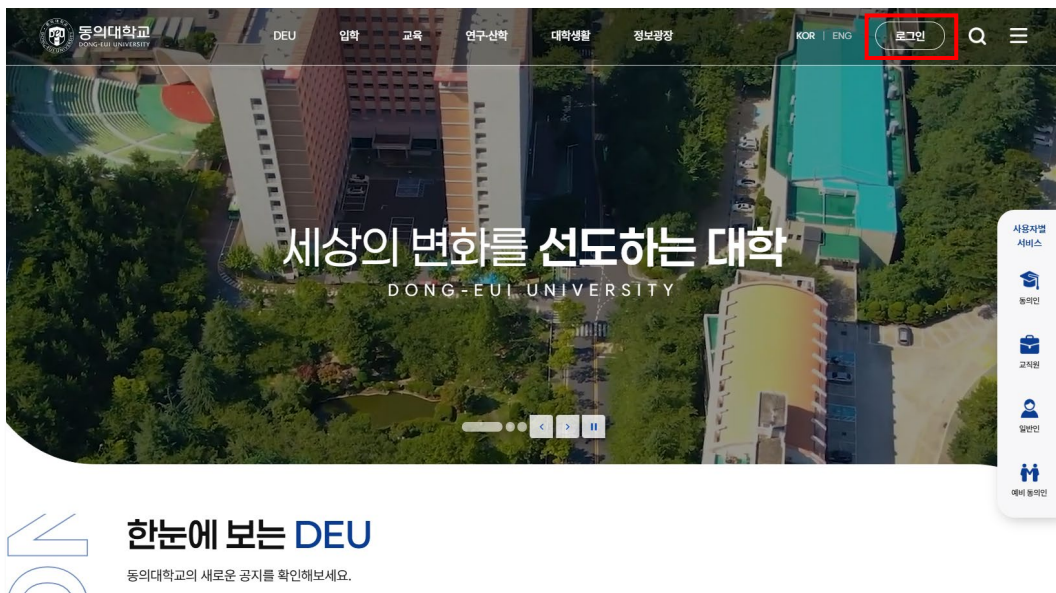 동의대학교
DONG-EUI UNIVERSITY
DEU 입학 교육 연구·산학 대학생활 정보광장
KOR | ENG 로그인
세상의 변화를 선도하는 대학
DONG-EUI UNIVERSITY
사용자별
서비스
동의인
교직원
일반인
예비 동의인
한눈에 보는 DEU
동의대학교의 새로운 공지를 확인해보세요.